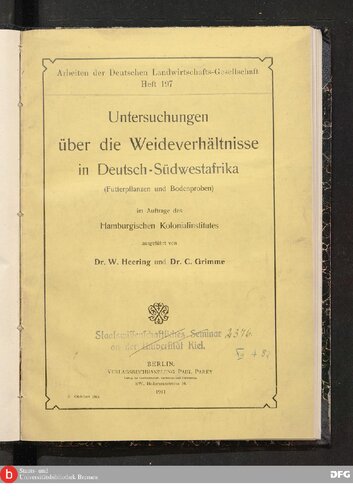 Arbeiten der Deutschen Landwirtschafts-Gesellschaft
Heft 197
Untersuchungen
über die Weideverhältnisse
in Deutsch-Südwestafrika
(Futterpflanzen und Bodenproben)
im Auftrage des
Hamburgischen Kolonialinstitutes
ausgeführt von
Dr. W. Heering und Dr. C. Grimme
Staatswissenschaftliches Seminar 2376.
an der Universität Kiel.
BERLIN.
VERLAGSBUCHHANDLUNG PAUL PAREY
SW., Hedemannstrasse 10.
1911
b Staats- und
Universitätsbibliothek Bremen
DFG